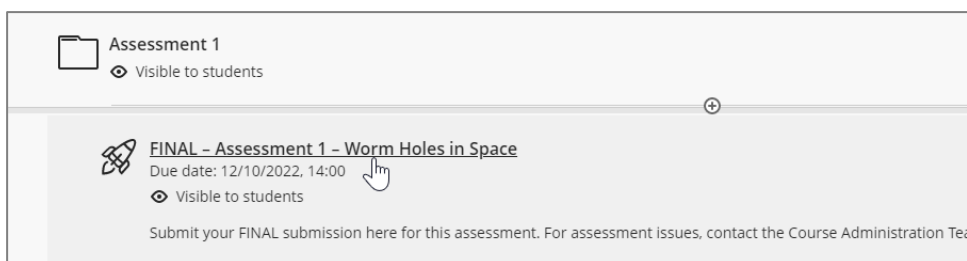 Assessment 1
Visible to students
FINAL – Assessment 1 – Worm Holes in Space
Due date: 12/10/2022, 14:00
Visible to students
Submit your FINAL submission here for this assessment. For assessment issues, contact the Course Administration